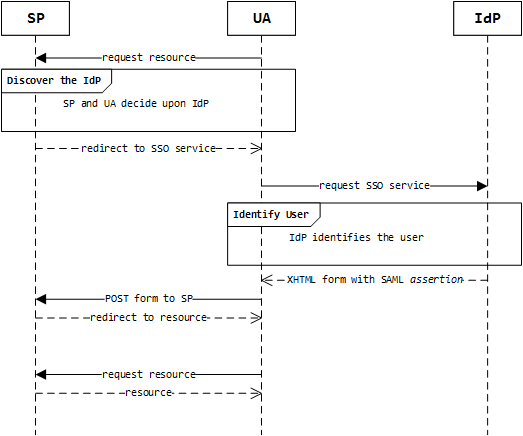 SP UA IdP
request resource
Discover the IdP
SP and UA decide upon IdP
redirect to SSO service
request SSO service
Identify User
IdP identifies the user
XHTML form with SAML assertion
POST form to SP
redirect to resource
request resource
resource